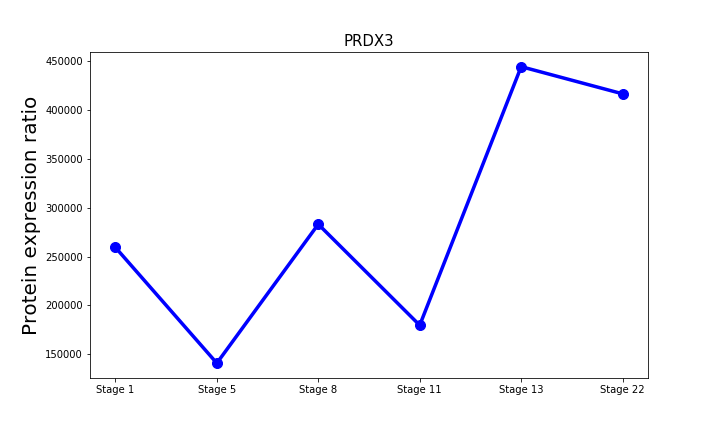 PRDX3
Protein expression ratio
450000
400000
350000
300000
250000
200000
150000
Stage 1 Stage 5 Stage 8 Stage 11 Stage 13 Stage 22